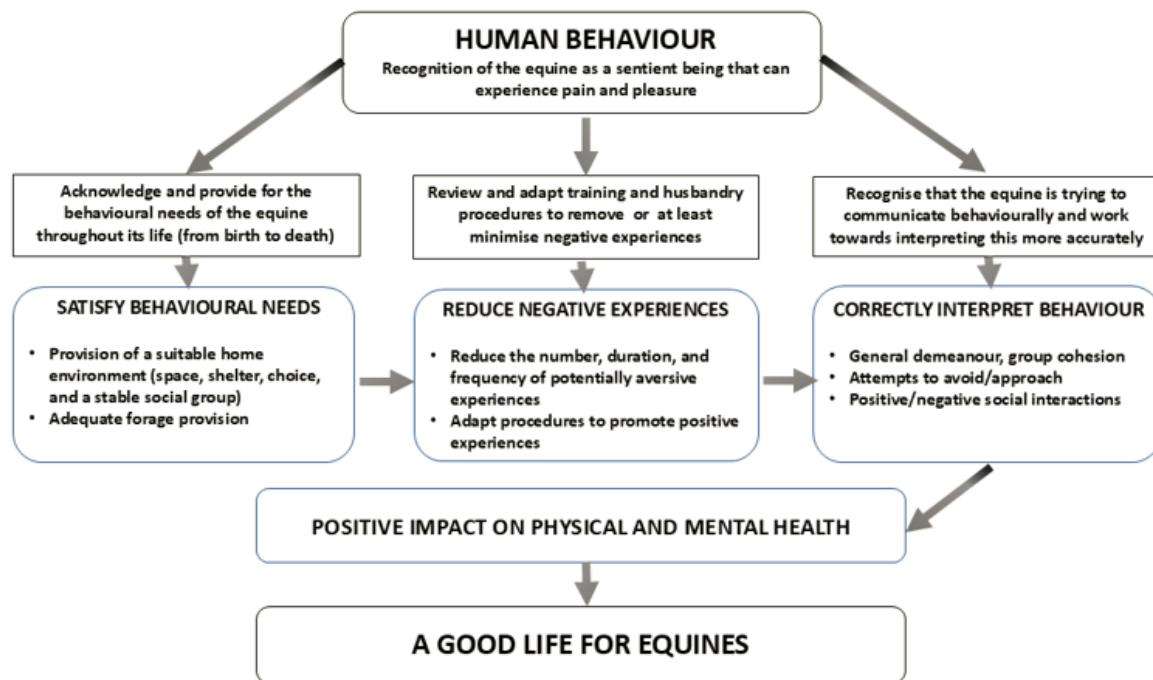 HUMAN BEHAVIOUR
Recognition of the equine as a sentient being that can
experience pain and pleasure
Acknowledge and provide for the
behavioural needs of the equine
throughout its life (from birth to death)
Review and adapt training and husbandry
procedures to remove or at least
minimise negative experiences
Recognise that the equine is trying to
communicate behaviourally and work
towards interpreting this more accurately
SATISFY BEHAVIOURAL NEEDS
• Provision of a suitable home
environment (space, shelter, choice,
and a stable social group)
• Adequate forage provision
REDUCE NEGATIVE EXPERIENCES
• Reduce the number, duration, and
frequency of potentially aversive
experiences
• Adapt procedures to promote positive
experiences
CORRECTLY INTERPRET BEHAVIOUR
• General demeanour, group cohesion
• Attempts to avoid/approach
• Positive/negative social interactions
POSITIVE IMPACT ON PHYSICAL AND MENTAL HEALTH
A GOOD LIFE FOR EQUINES